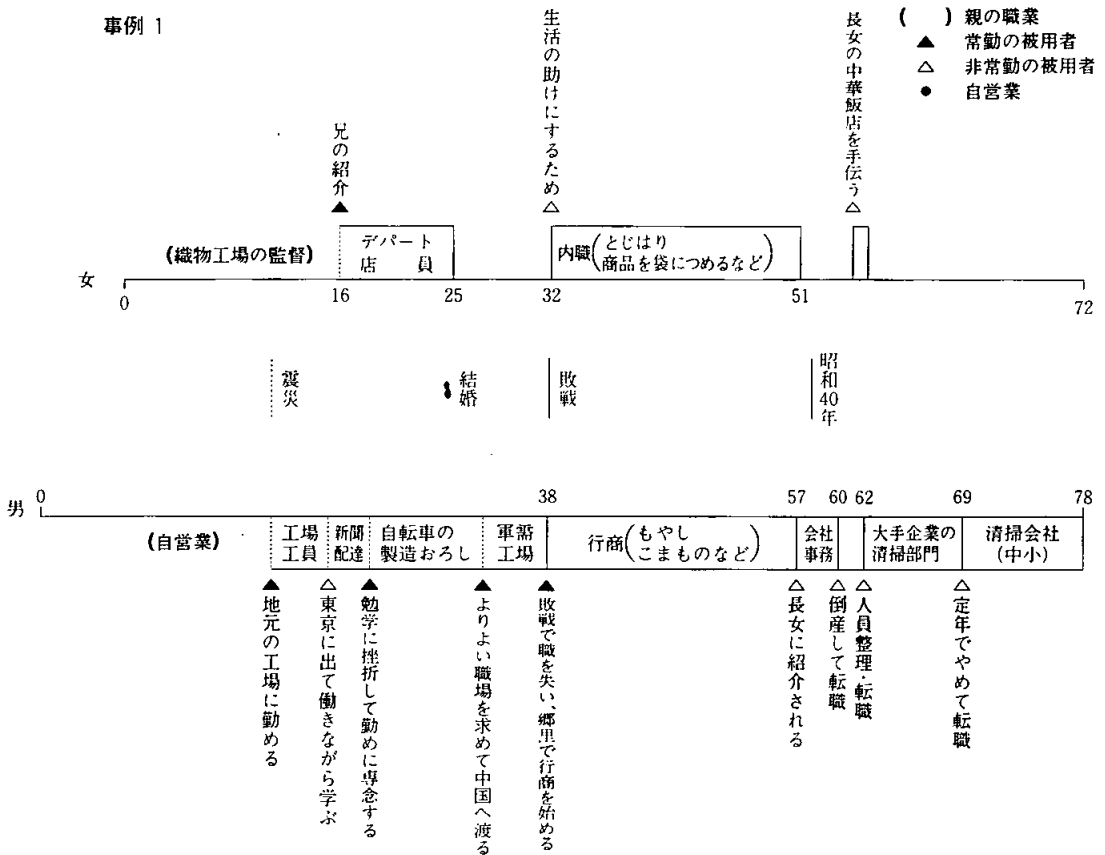 事例 1
( ) 親の職業
▲ 常勤の被用者
△ 非常勤の被用者
● 自営業
兄の紹介
生活の助けにするため
長女の中華飯店を手伝う
▲
△
△
(織物工場の監督)
デパート
店員
内職(とじはり
商品を袋につめるなど)
女
0
16
25
32
51
72
震災
結婚
敗戦
昭和40年
男
0
38
57
60
62
69
78
(自営業)
工場
工員
新聞
配達
自転車の
製造おろし
軍需
工場
行商(もやし
こまものなど)
会社
事務
大手企業の
清掃部門
清掃会社
(中小)
▲地元の工場に勤める
△東京に出て働きながら学ぶ
▲勉学に挫折して勤めに専念する
▲よりよい職場を求めて中国へ渡る
▲敗戦で職を失い、郷里で行商を始める
△長女に紹介される
△倒産して転職
△人員整理・転職
△定年でやめて転職